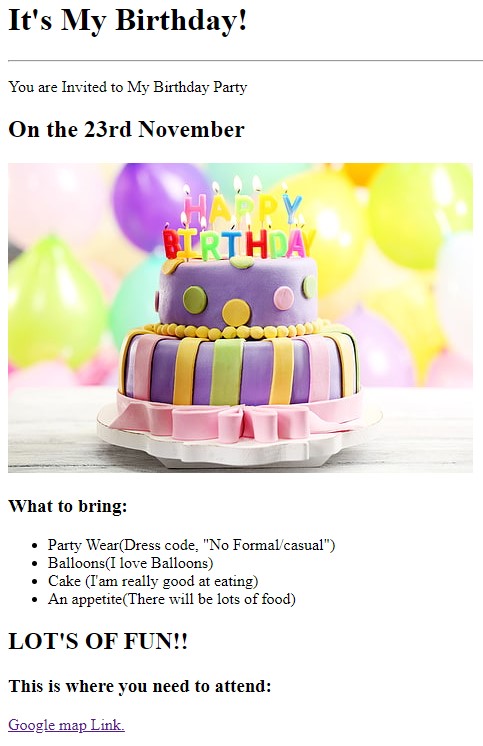 It's My Birthday!
You are Invited to My Birthday Party
On the 23rd November
HAPPY
BIRTHDAY
What to bring:
Party Wear(Dress code, "No Formal/casual")
Balloons(I love Balloons)
Cake (I'am really good at eating)
An appetite(There will be lots of food)
LOT'S OF FUN!!
This is where you need to attend:
Google map Link.